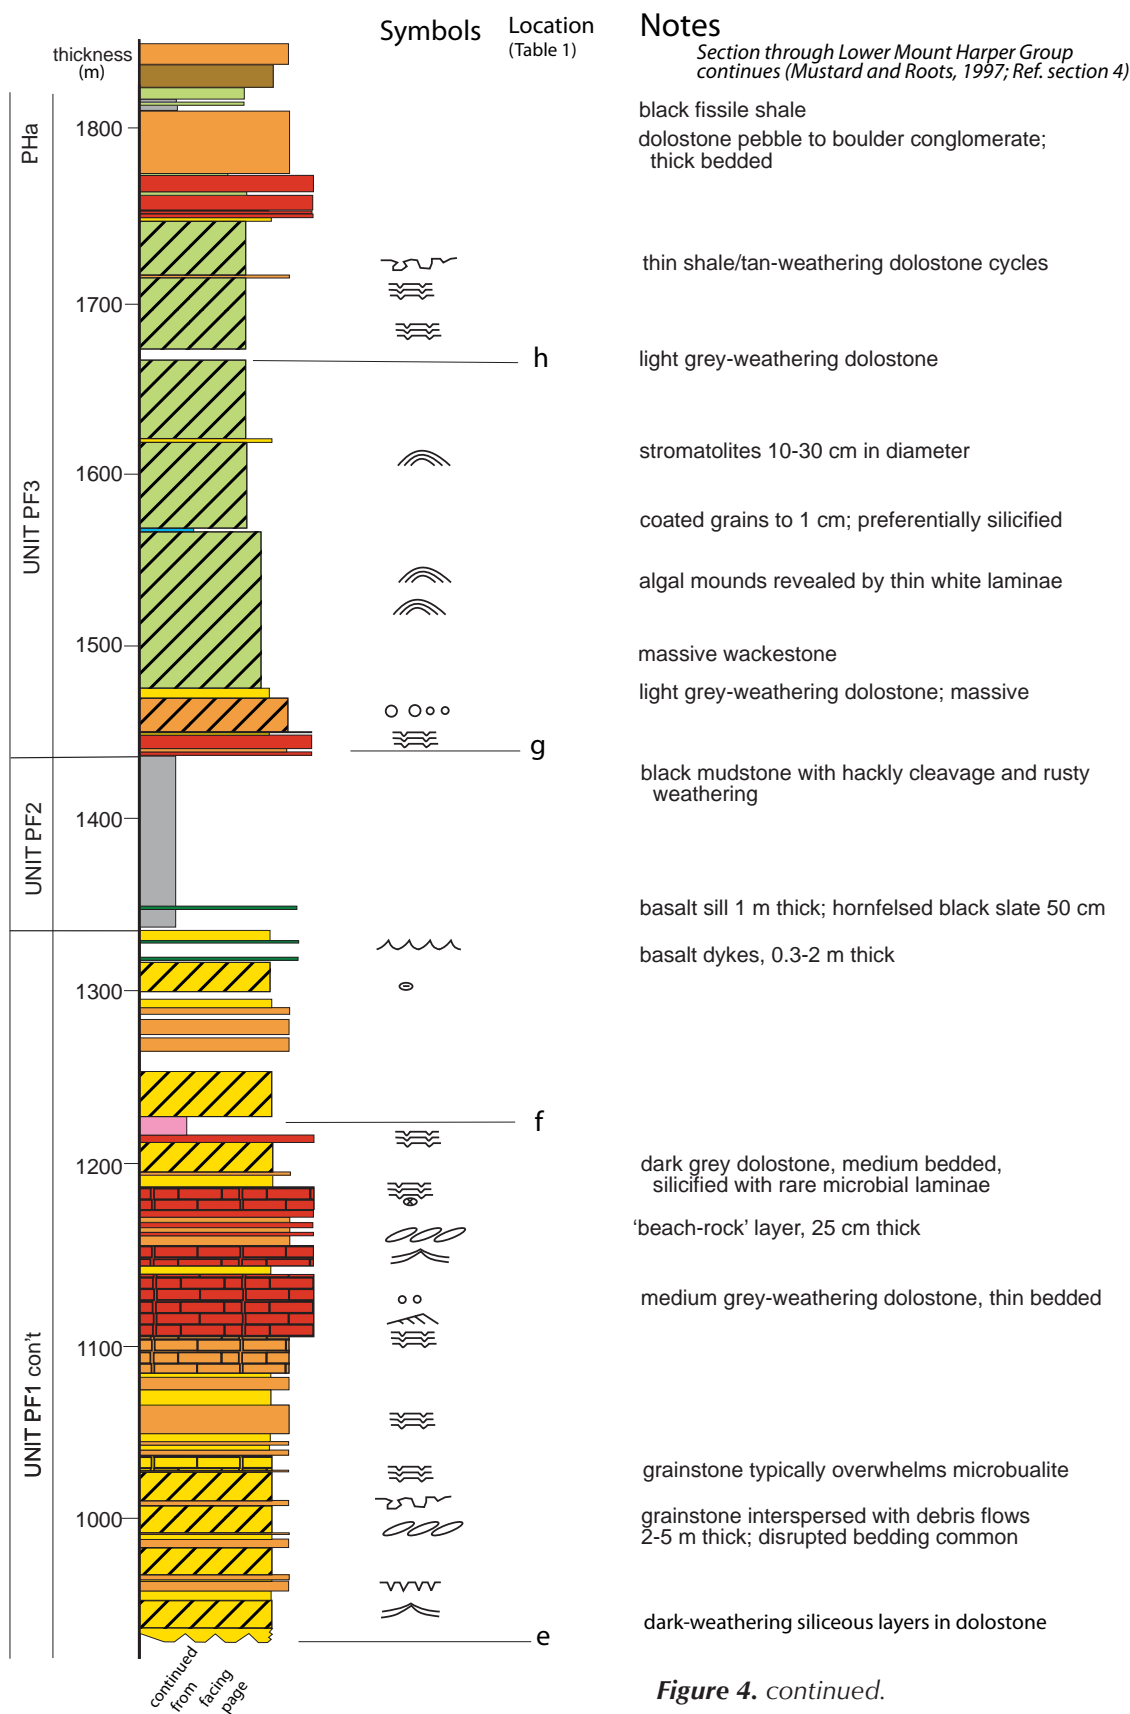 Symbols
Location
(Table 1)
Notes
thickness
(m)
Section through Lower Mount Harper Group
continues (Mustard and Roots, 1997; Ref. section 4)
PHa
1800
black fissile shale
dolostone pebble to boulder conglomerate;
thick bedded
thin shale/tan-weathering dolostone cycles
1700
h
light grey-weathering dolostone
stromatolites 10-30 cm in diameter
1600
UNIT PF3
coated grains to 1 cm; preferentially silicified
algal mounds revealed by thin white laminae
1500
massive wackestone
light grey-weathering dolostone; massive
g
black mudstone with hackly cleavage and rusty
weathering
1400
UNIT PF2
basalt sill 1 m thick; hornfelsed black slate 50 cm
basalt dykes, 0.3-2 m thick
1300
f
1200
dark grey dolostone, medium bedded,
silicified with rare microbial laminae
‘beach-rock’ layer, 25 cm thick
medium grey-weathering dolostone, thin bedded
1100
UNIT PF1 con't
grainstone typically overwhelms microbualite
1000
grainstone interspersed with debris flows
2-5 m thick; disrupted bedding common
dark-weathering siliceous layers in dolostone
e
continued
from
facing
page
Figure 4. continued.